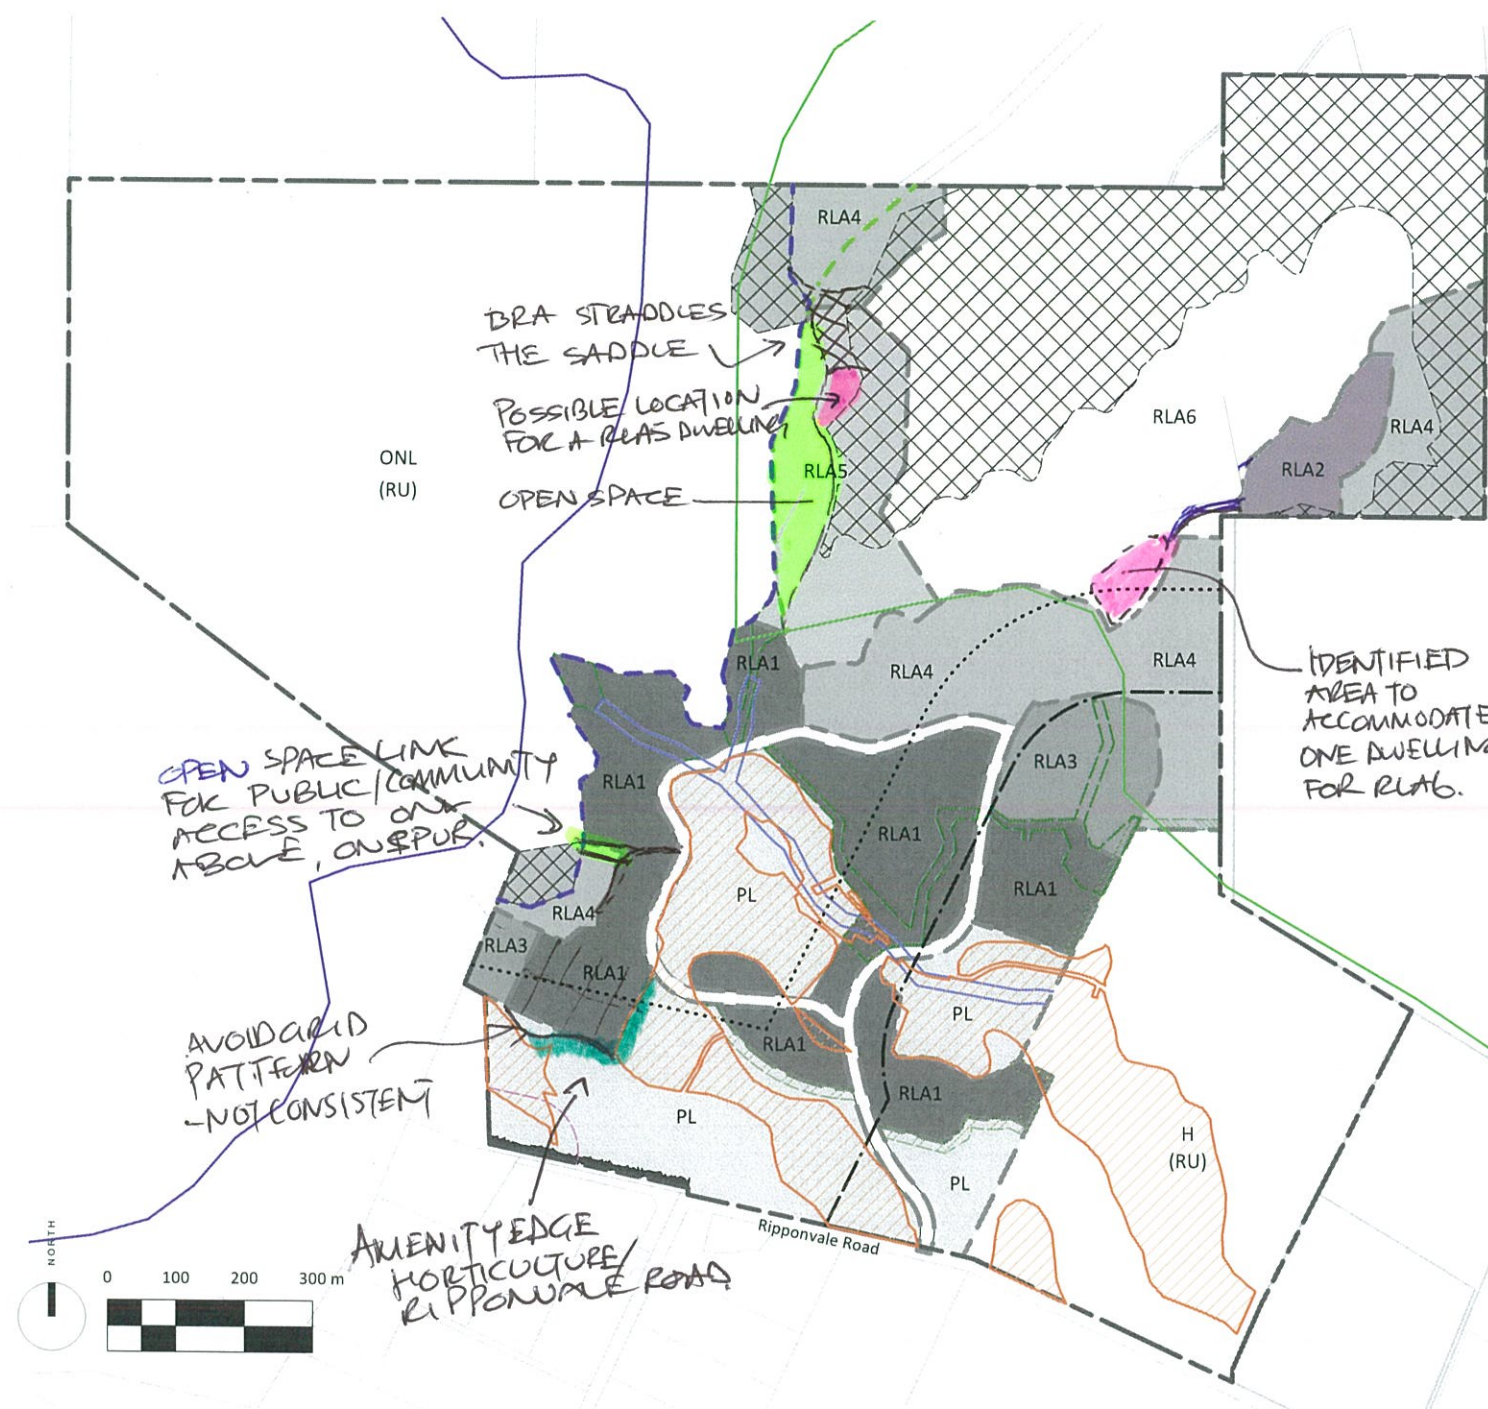 RLA4
BRA STRADDLES
THE SADDLE
POSSIBLE LOCATION
FOR A RLA5 DWELLING
RLA6
RLA4
ONL
(RU)
RLA5
RLA2
OPEN SPACE
RLA1
RLA4
RLA4
IDENTIFIED
AREA TO
ACCOMMODATE
ONE DWELLING
FOR RLA6.
OPEN SPACE LINK
FOR PUBLIC/COMMUNITY
ACCESS TO ONL
ABOVE, ON SPUR.
RLA1
RLA3
RLA1
RLA1
PL
RLA4
RLA3
RLA1
PL
AVOID GRID
PATTERN
- NOT CONSISTENT
RLA1
RLA1
PL
H
(RU)
PL
AMENITY EDGE
HORTICULTURE/
RIPPONVALE ROAD
Ripponvale Road
NORTH
0 100 200 300 m